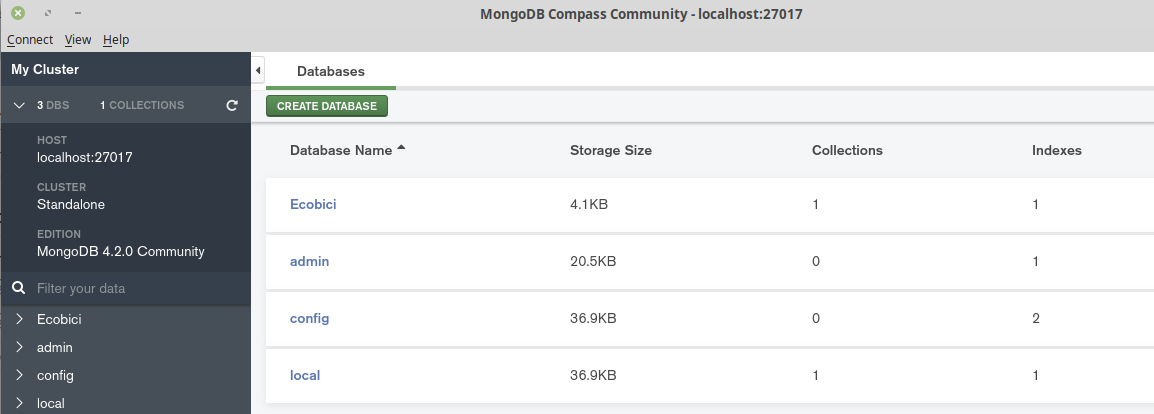 MongoDB Compass Community - localhost:27017
Connect View Help
My Cluster
Databases
3 DBS 1 COLLECTIONS
CREATE DATABASE
HOST
localhost:27017
CLUSTER
Standalone
EDITION
MongoDB 4.2.0 Community
Filter your data
Ecobici
admin
config
local
Database Name Storage Size Collections Indexes
Ecobici 4.1KB 1 1
admin 20.5KB 0 1
config 36.9KB 0 2
local 36.9KB 1 1